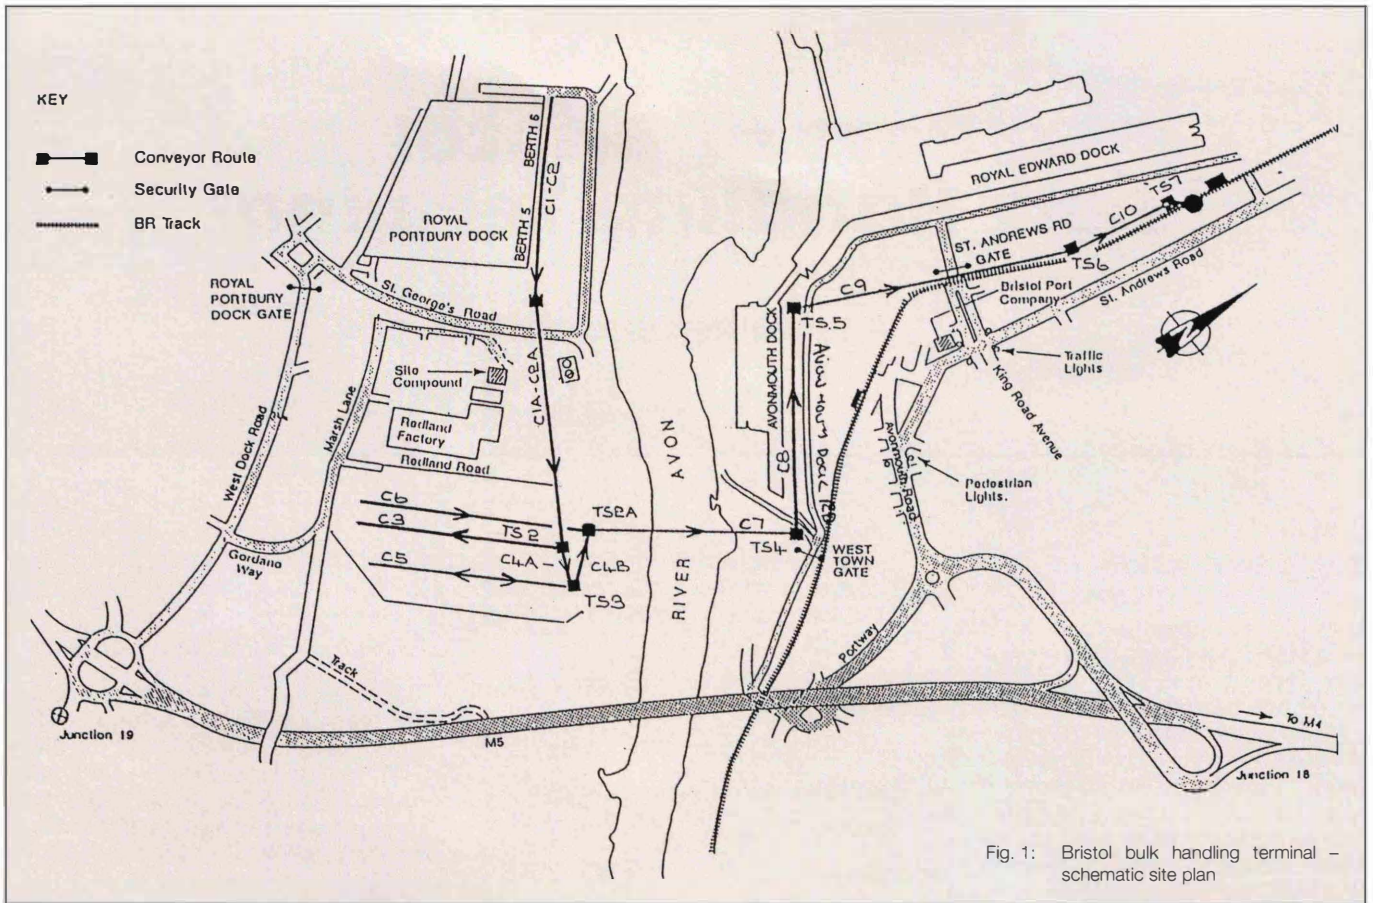 KEY
Conveyor Route
Security Gate
BR Track
ROYAL
PORTBURY DOCK
BERTH 6
BERTH 5
C1-C2
ROYAL
PORTBURY
DOCK GATE
St. George's Road
Site
Compound
Redland
Factory
Redland Road
Marsh Lane
West Dock Road
Gordano
Way
C1A-C2A
C6
C3
C5
TS2
C4A
C4B
TS2A
TS3
C7
RIVER AVON
TS4
WEST
TOWN
GATE
AVONMOUTH DOCK
C8
TS.5
C9
ROYAL EDWARD DOCK
ST. ANDREWS RD
GATE
TS6
C10
TS7
Bristol Port
Company
St. Andrews Road
Traffic
Lights
King Road Avenue
Avonmouth Road
Pedestrian
Lights.
Portway
Track
M5
Junction 19
To M4
Junction 18
Fig. 1: Bristol bulk handling terminal –
schematic site plan